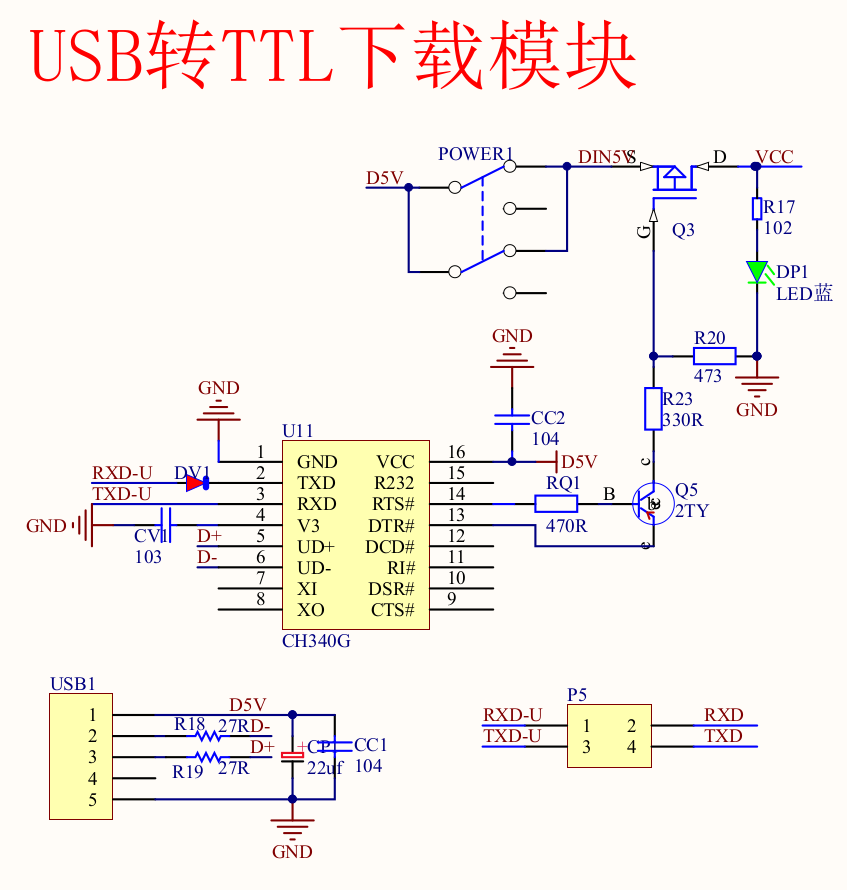 USB转TTL下载模块
POWER1
D5V
DIN5V
S
D
VCC
G
Q3
R17
102
DP1
LED蓝
GND
R20
473
GND
R23
330R
GND
CC2
104
D5V
U11
1
2
3
4
5
6
7
8
GND
TXD
RXD
V3
UD+
UD-
XI
XO
VCC
R232
RTS#
DTR#
DCD#
RI#
DSR#
CTS#
16
15
14
13
12
11
10
9
CH340G
RXD-U
DV1
TXD-U
GND
CV1
103
D+
D-
RQ1
470R
B
c
e
Q5
2TY
USB1
1
2
3
4
5
D5V
R18
27R
D-
D+
R19
27R
CP
22uf
CC1
104
GND
P5
RXD-U
TXD-U
1
2
3
4
RXD
TXD